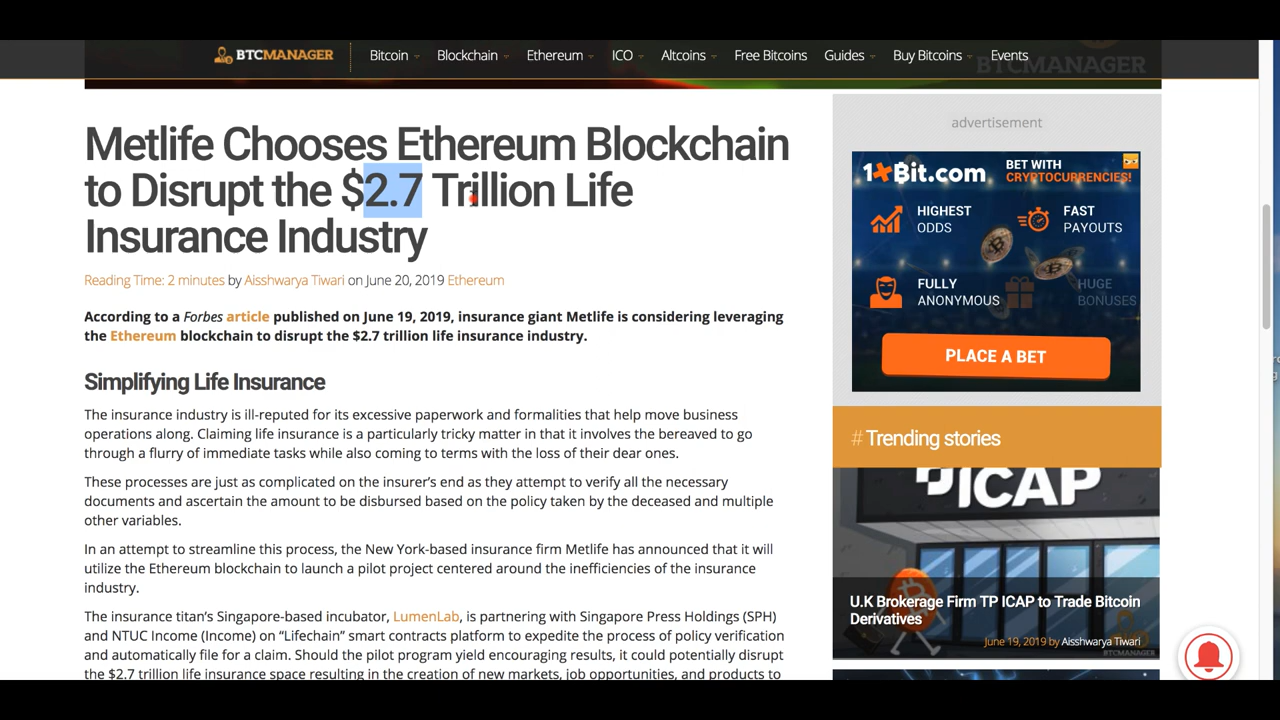 BTCMANAGER
Bitcoin Blockchain Ethereum ICO Altcoins Free Bitcoins Guides Buy Bitcoins Events
BTCMANAGER
Metlife Chooses Ethereum Blockchain
to Disrupt the $2.7 Trillion Life
Insurance Industry
Reading Time: 2 minutes by Aisshwarya Tiwari on June 20, 2019 Ethereum
According to a Forbes article published on June 19, 2019, insurance giant Metlife is considering leveraging
the Ethereum blockchain to disrupt the $2.7 trillion life insurance industry.
Simplifying Life Insurance
The insurance industry is ill-reputed for its excessive paperwork and formalities that help move business
operations along. Claiming life insurance is a particularly tricky matter in that it involves the bereaved to go
through a flurry of immediate tasks while also coming to terms with the loss of their dear ones.
These processes are just as complicated on the insurer's end as they attempt to verify all the necessary
documents and ascertain the amount to be disbursed based on the policy taken by the deceased and multiple
other variables.
In an attempt to streamline this process, the New York-based insurance firm Metlife has announced that it will
utilize the Ethereum blockchain to launch a pilot project centered around the inefficiencies of the insurance
industry.
The insurance titan's Singapore-based incubator, LumenLab, is partnering with Singapore Press Holdings (SPH)
and NTUC Income (Income) on "Lifechain" smart contracts platform to expedite the process of policy verification
and automatically file for a claim. Should the pilot program yield encouraging results, it could potentially disrupt
the $2.7 trillion life insurance space resulting in the creation of new markets, job opportunities, and products to
advertisement
1xBit.com
BET WITH
CRYPTOCURRENCIES!
HIGHEST
ODDS
FAST
PAYOUTS
FULLY
ANONYMOUS
HUGE
BONUSES
PLACE A BET
# Trending stories
ICAP
U.K Brokerage Firm TP ICAP to Trade Bitcoin
Derivatives
June 19, 2019 by Aisshwarya Tiwari
BTCMANAGER